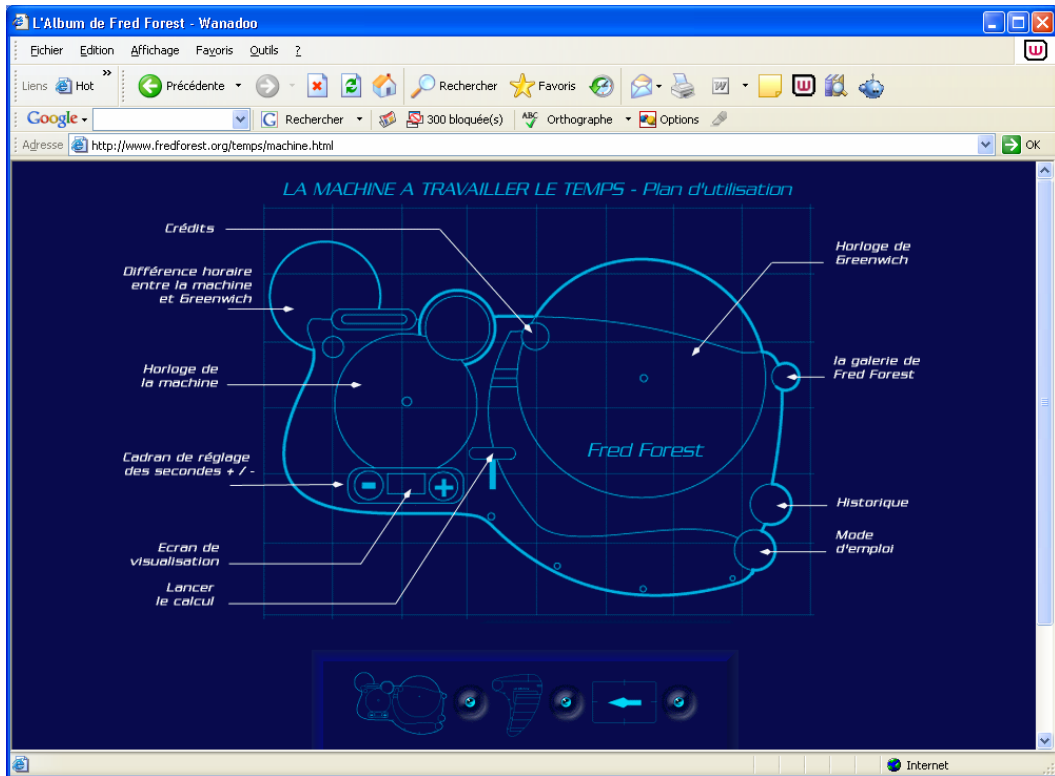 L'Album de Fred Forest - Wanadoo
Fichier Edition Affichage Favoris Outils ?
Liens Hot » Précédente Rechercher Favoris W
Google Rechercher 300 bloquée(s) ABC Orthographe Options
Adresse http://www.fredforest.org/temps/machine.html OK
LA MACHINE A TRAVAILLER LE TEMPS - Plan d'utilisation
Crédits
Différence horaire
entre la machine
et Greenwich
Horloge de
la machine
Cadran de réglage
des secondes + / -
Ecran de
visualisation
Lancer
le calcul
Horloge de
Greenwich
la galerie de
Fred Forest
Fred Forest
Historique
Mode
d'emploi
Internet